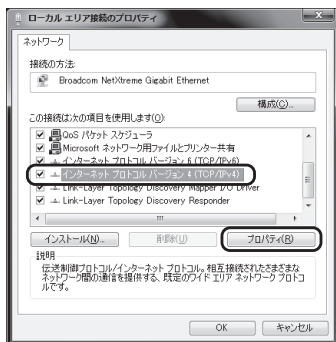 ローカル エリア接続のプロパティ
ネットワーク
接続の方法:
Broadcom NetXtreme Gigabit Ethernet
構成(C)...
この接続は次の項目を使用します(O):
QoS パケット スケジューラ
Microsoft ネットワーク用ファイルとプリンター共有
インターネット プロトコル バージョン 6 (TCP/IPv6)
インターネット プロトコル バージョン 4 (TCP/IPv4)
Link-Layer Topology Discovery Mapper I/O Driver
Link-Layer Topology Discovery Responder
インストール(N)...
削除(U)
プロパティ(R)
説明
伝送制御プロトコル/インターネット プロトコル。相互接続されたさまざまな
ネットワーク間の通信を提供する、既定のワイド エリア ネットワーク プロトコ
ルです。
OK
キャンセル